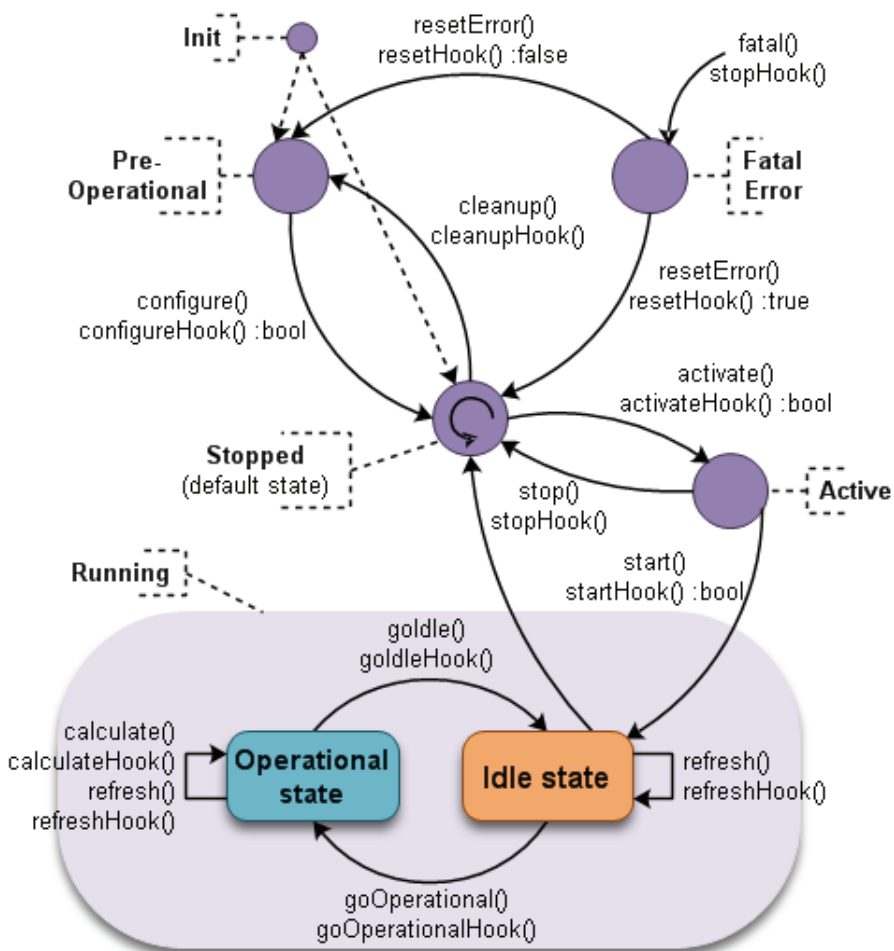 Init
resetError()
resetHook() :false
fatal()
stopHook()
Pre-
Operational
Fatal
Error
cleanup()
cleanupHook()
resetError()
resetHook() :true
configure()
configureHook() :bool
activate()
activateHook() :bool
Stopped
(default state)
stop()
stopHook()
Active
Running
start()
startHook() :bool
goIdle()
goIdleHook()
calculate()
calculateHook()
refresh()
refreshHook()
Operational
state
Idle state
refresh()
refreshHook()
goOperational()
goOperationalHook()